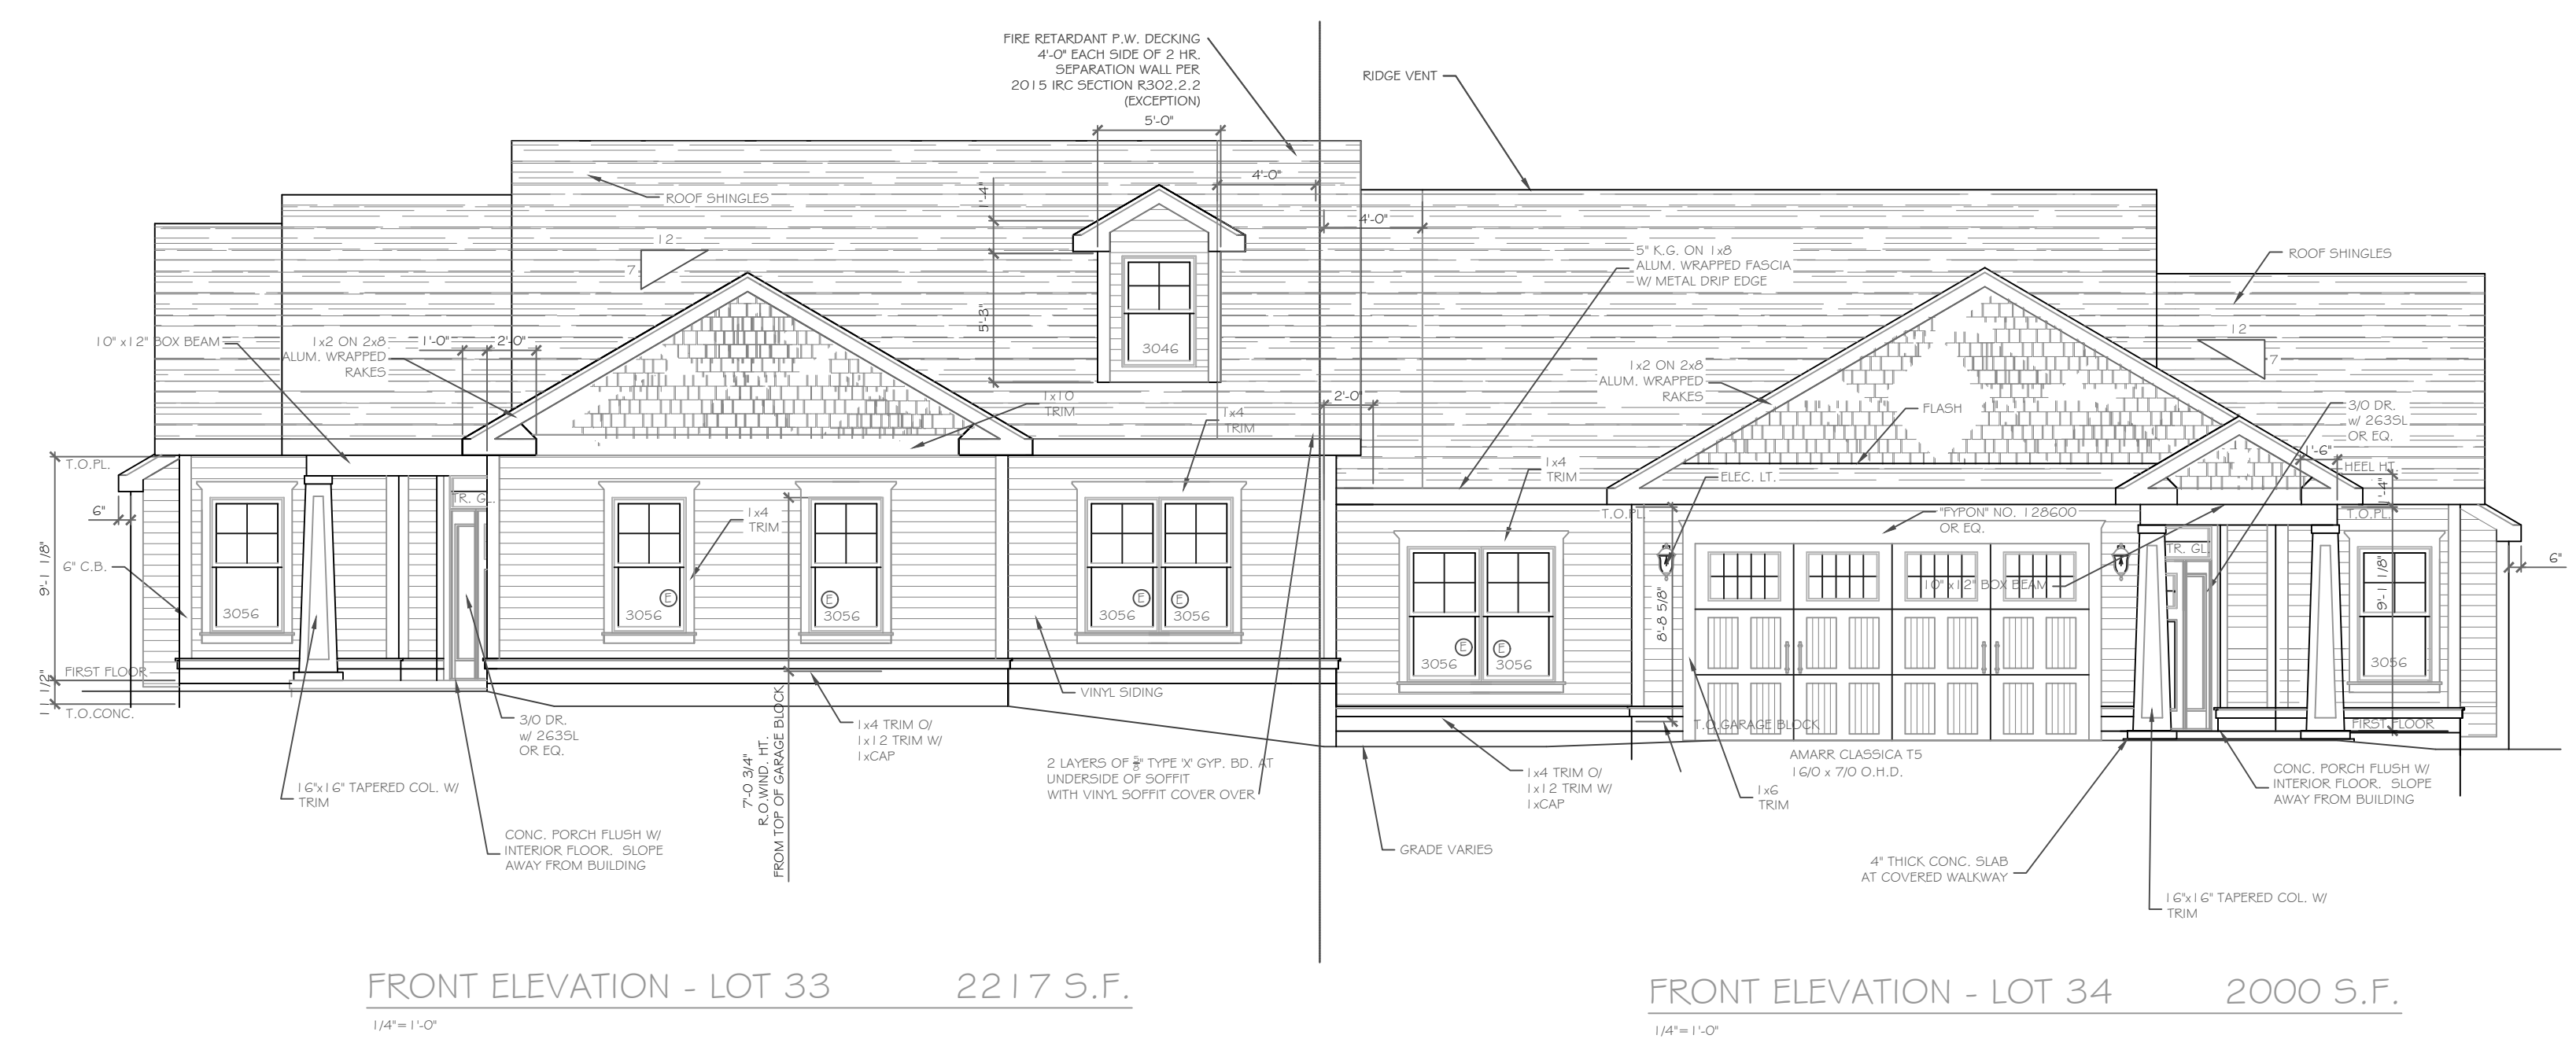 FIRE RETARDANT P.W. DECKING
4'-0" EACH SIDE OF 2 HR.
SEPARATION WALL PER
2015 IRC SECTION R302.2.2
(EXCEPTION)
5'-0"
RIDGE VENT
4'-0"
1'-4"
ROOF SHINGLES
4'-0"
12
7
5" K.G. ON 1x8
ALUM. WRAPPED FASCIA
W/ METAL DRIP EDGE
ROOF SHINGLES
5'-3"
3046
10" x12" BOX BEAM
1x2 ON 2x8
ALUM. WRAPPED
RAKES
1'-0"
2'-0"
12
7
1x2 ON 2x8
ALUM. WRAPPED
RAKES
1x10
TRIM
1x4
TRIM
2'-0"
FLASH
3/0 DR.
w/ 263SL
OR EQ.
1'-6"
HEEL HT.
1'-4"
T.O.PL.
1x4
TRIM
ELEC. LT.
TR. GL.
6"
1x4
TRIM
T.O.PL.
"FYPON" NO. 128600
OR EQ.
T.O.PL.
TR. GL.
9'-1 1/8"
6" C.B.
3056
3056
E
E
3056
3056
E
E
3056
8'-8 5/8"
10" x12" BOX BEAM
9'-1 1/8"
6"
3056
E
E
3056
3056
FIRST FLOOR
1 1/2"
T.O.CONC.
VINYL SIDING
3/0 DR.
w/ 263SL
OR EQ.
1x4 TRIM O/
1x12 TRIM W/
1xCAP
7'-0 3/4"
R.O.WIND. HT.
FROM TOP OF GARAGE BLOCK
T.O.GARAGE BLOCK
FIRST FLOOR
AMARR CLASSICA T5
16/0 x 7/0 O.H.D.
2 LAYERS OF 5/8" TYPE 'X' GYP. BD. AT
UNDERSIDE OF SOFFIT
WITH VINYL SOFFIT COVER OVER
1x4 TRIM O/
1x12 TRIM W/
1xCAP
1x6
TRIM
CONC. PORCH FLUSH W/
INTERIOR FLOOR. SLOPE
AWAY FROM BUILDING
16"x16" TAPERED COL. W/
TRIM
CONC. PORCH FLUSH W/
INTERIOR FLOOR. SLOPE
AWAY FROM BUILDING
GRADE VARIES
4" THICK CONC. SLAB
AT COVERED WALKWAY
16"x16" TAPERED COL. W/
TRIM
FRONT ELEVATION - LOT 33 2217 S.F.
1/4"=1'-0"
FRONT ELEVATION - LOT 34 2000 S.F.
1/4"=1'-0"